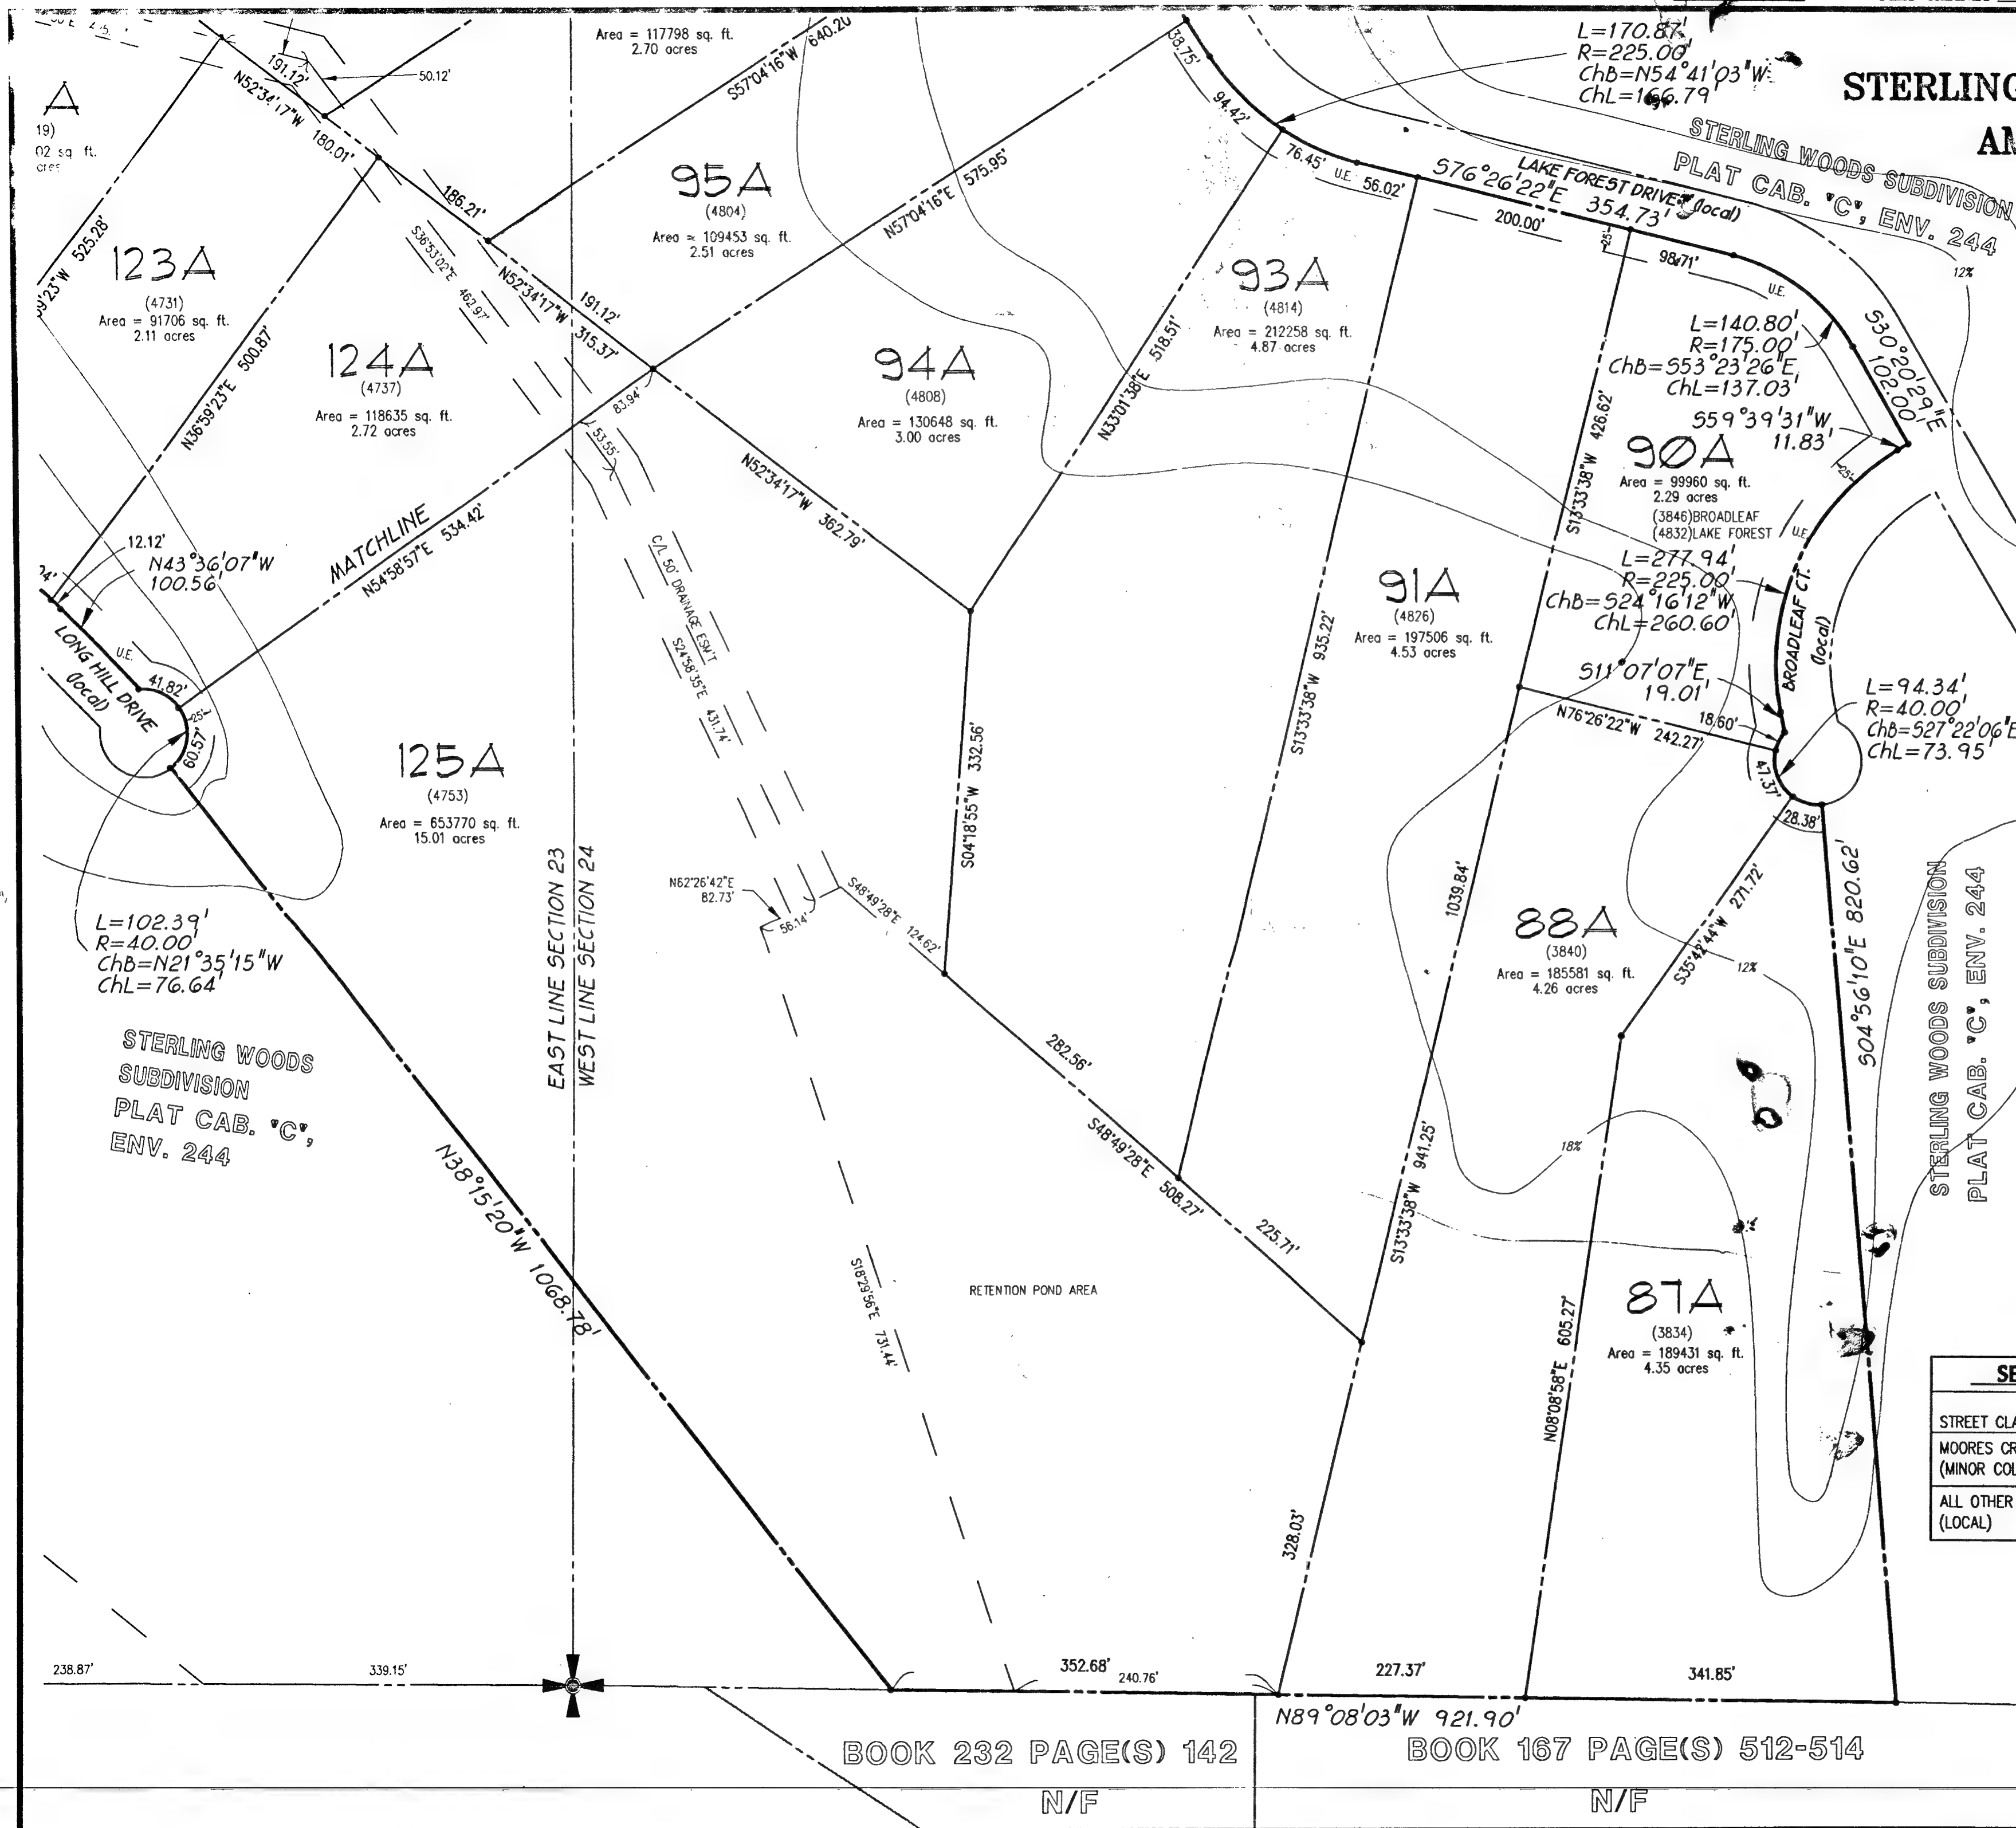 191.12'
N52°34'17"W 180.01'
50.12'
Area = 117798 sq. ft.
2.70 acres
S57°04'16"W 640.20'
38.75'
94.42'
L=170.87'
R=225.00'
ChB=N54°41'03"W
ChL=166.79'
STERLING
STERLING WOODS SUBDIVISION
PLAT CAB. "C", ENV. 244
A
19)
02 sq ft.
cres
9'23"W 525.28'
123A
(4731)
Area = 91706 sq. ft.
2.11 acres
N36°59'23"E 500.87'
186.21'
S36°53'02"E 462.97'
N52°34'17"W 315.37'
191.12'
95A
(4804)
Area = 109453 sq. ft.
2.51 acres
N57°04'16"E 575.95'
76.45'
U.E.
56.02'
S76°26'22"E 354.73'
LAKE FOREST DRIVE (local)
200.00'
25'
98.71'
U.E.
12%
S30°20'29"E
102.00'
93A
(4814)
Area = 212258 sq. ft.
4.87 acres
124A
(4737)
Area = 118635 sq. ft.
2.72 acres
83.94'
53.55'
94A
(4808)
Area = 130648 sq. ft.
3.00 acres
N33°01'38"E 518.51'
S13°33'38"W 426.62'
L=140.80'
R=175.00'
ChB=S53°23'26"E
ChL=137.03'
S59°39'31"W
11.83'
25'
90A
Area = 99960 sq. ft.
2.29 acres
(3846)BROADLEAF
(4832)LAKE FOREST
U.E.
L=277.94'
R=225.00'
ChB=S24°16'12"W
ChL=260.60'
BROADLEAF CT.
(local)
S11°07'07"E
19.01'
N76°26'22"W 242.27'
18.60'
47.37'
28.38'
L=94.34'
R=40.00'
ChB=S27°22'06"E
ChL=73.95'
MATCHLINE
N54°58'57"E 534.42'
N52°34'17"W 362.79'
C/L 50' DRAINAGE ESM'T
S24°58'35"E 431.74'
12.12'
N43°36'07"W
100.56'
LONG HILL DRIVE
(local)
U.E.
41.82'
25'
60.57'
91A
(4826)
Area = 197506 sq. ft.
4.53 acres
S13°33'38"W 935.22'
125A
(4753)
Area = 653770 sq. ft.
15.01 acres
S04°18'55"W 332.56'
EAST LINE SECTION 23
WEST LINE SECTION 24
N62°26'42"E
82.73'
56.14'
S48°49'28"E
124.62'
1039.84'
88A
(3840)
Area = 185581 sq. ft.
4.26 acres
S35°42'44"W 271.72'
12%
S04°56'10"E 820.62'
STERLING WOODS SUBDIVISION
PLAT CAB. "C", ENV. 244
L=102.39'
R=40.00'
ChB=N21°35'15"W
ChL=76.64'
STERLING WOODS
SUBDIVISION
PLAT CAB. "C",
ENV. 244
N38°15'20"W 1068.78'
282.56'
S48°49'28"E 508.27'
225.71'
S13°33'38"W 941.25'
18%
S18°29'56"E 731.44'
RETENTION POND AREA
N08°08'58"E 605.27'
87A
(3834)
Area = 189431 sq. ft.
4.35 acres
328.03'
STREET CLA
MOORES CR
(MINOR COL
ALL OTHER
(LOCAL)
238.87'
339.15'
352.68'
240.76'
227.37'
341.85'
N89°08'03"W 921.90'
BOOK 232 PAGE(S) 142
N/F
BOOK 167 PAGE(S) 512-514
N/F